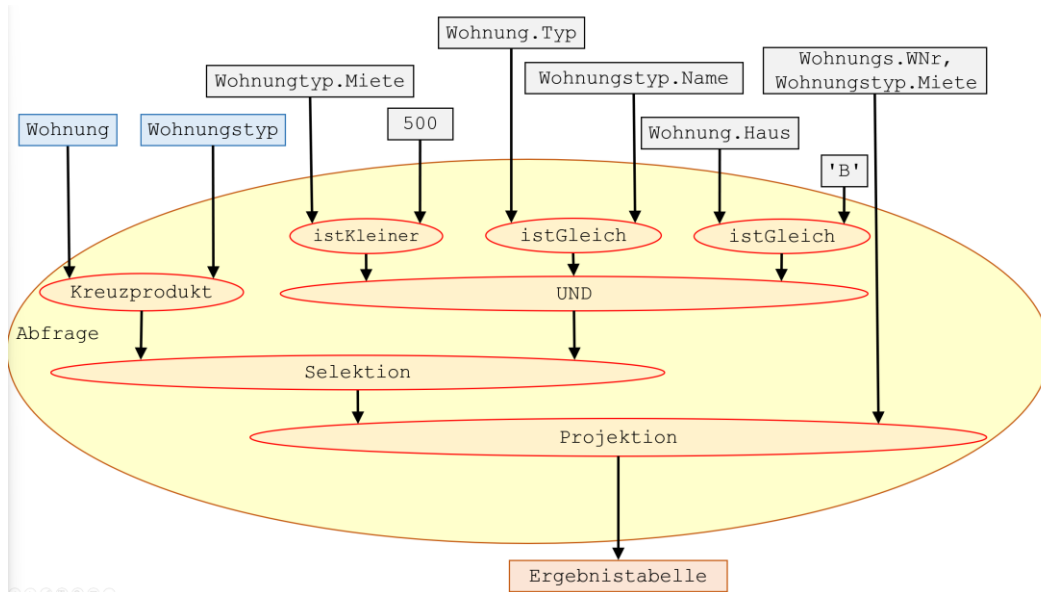 Wohnung.Typ
Wohnungs.WNr,
Wohnungstyp.Miete
Wohnungtyp.Miete
Wohnungstyp.Name
500
Wohnung
Wohnungstyp
Wohnung.Haus
'B'
istKleiner
istGleich
istGleich
Kreuzprodukt
UND
Abfrage
Selektion
Projektion
Ergebnistabelle